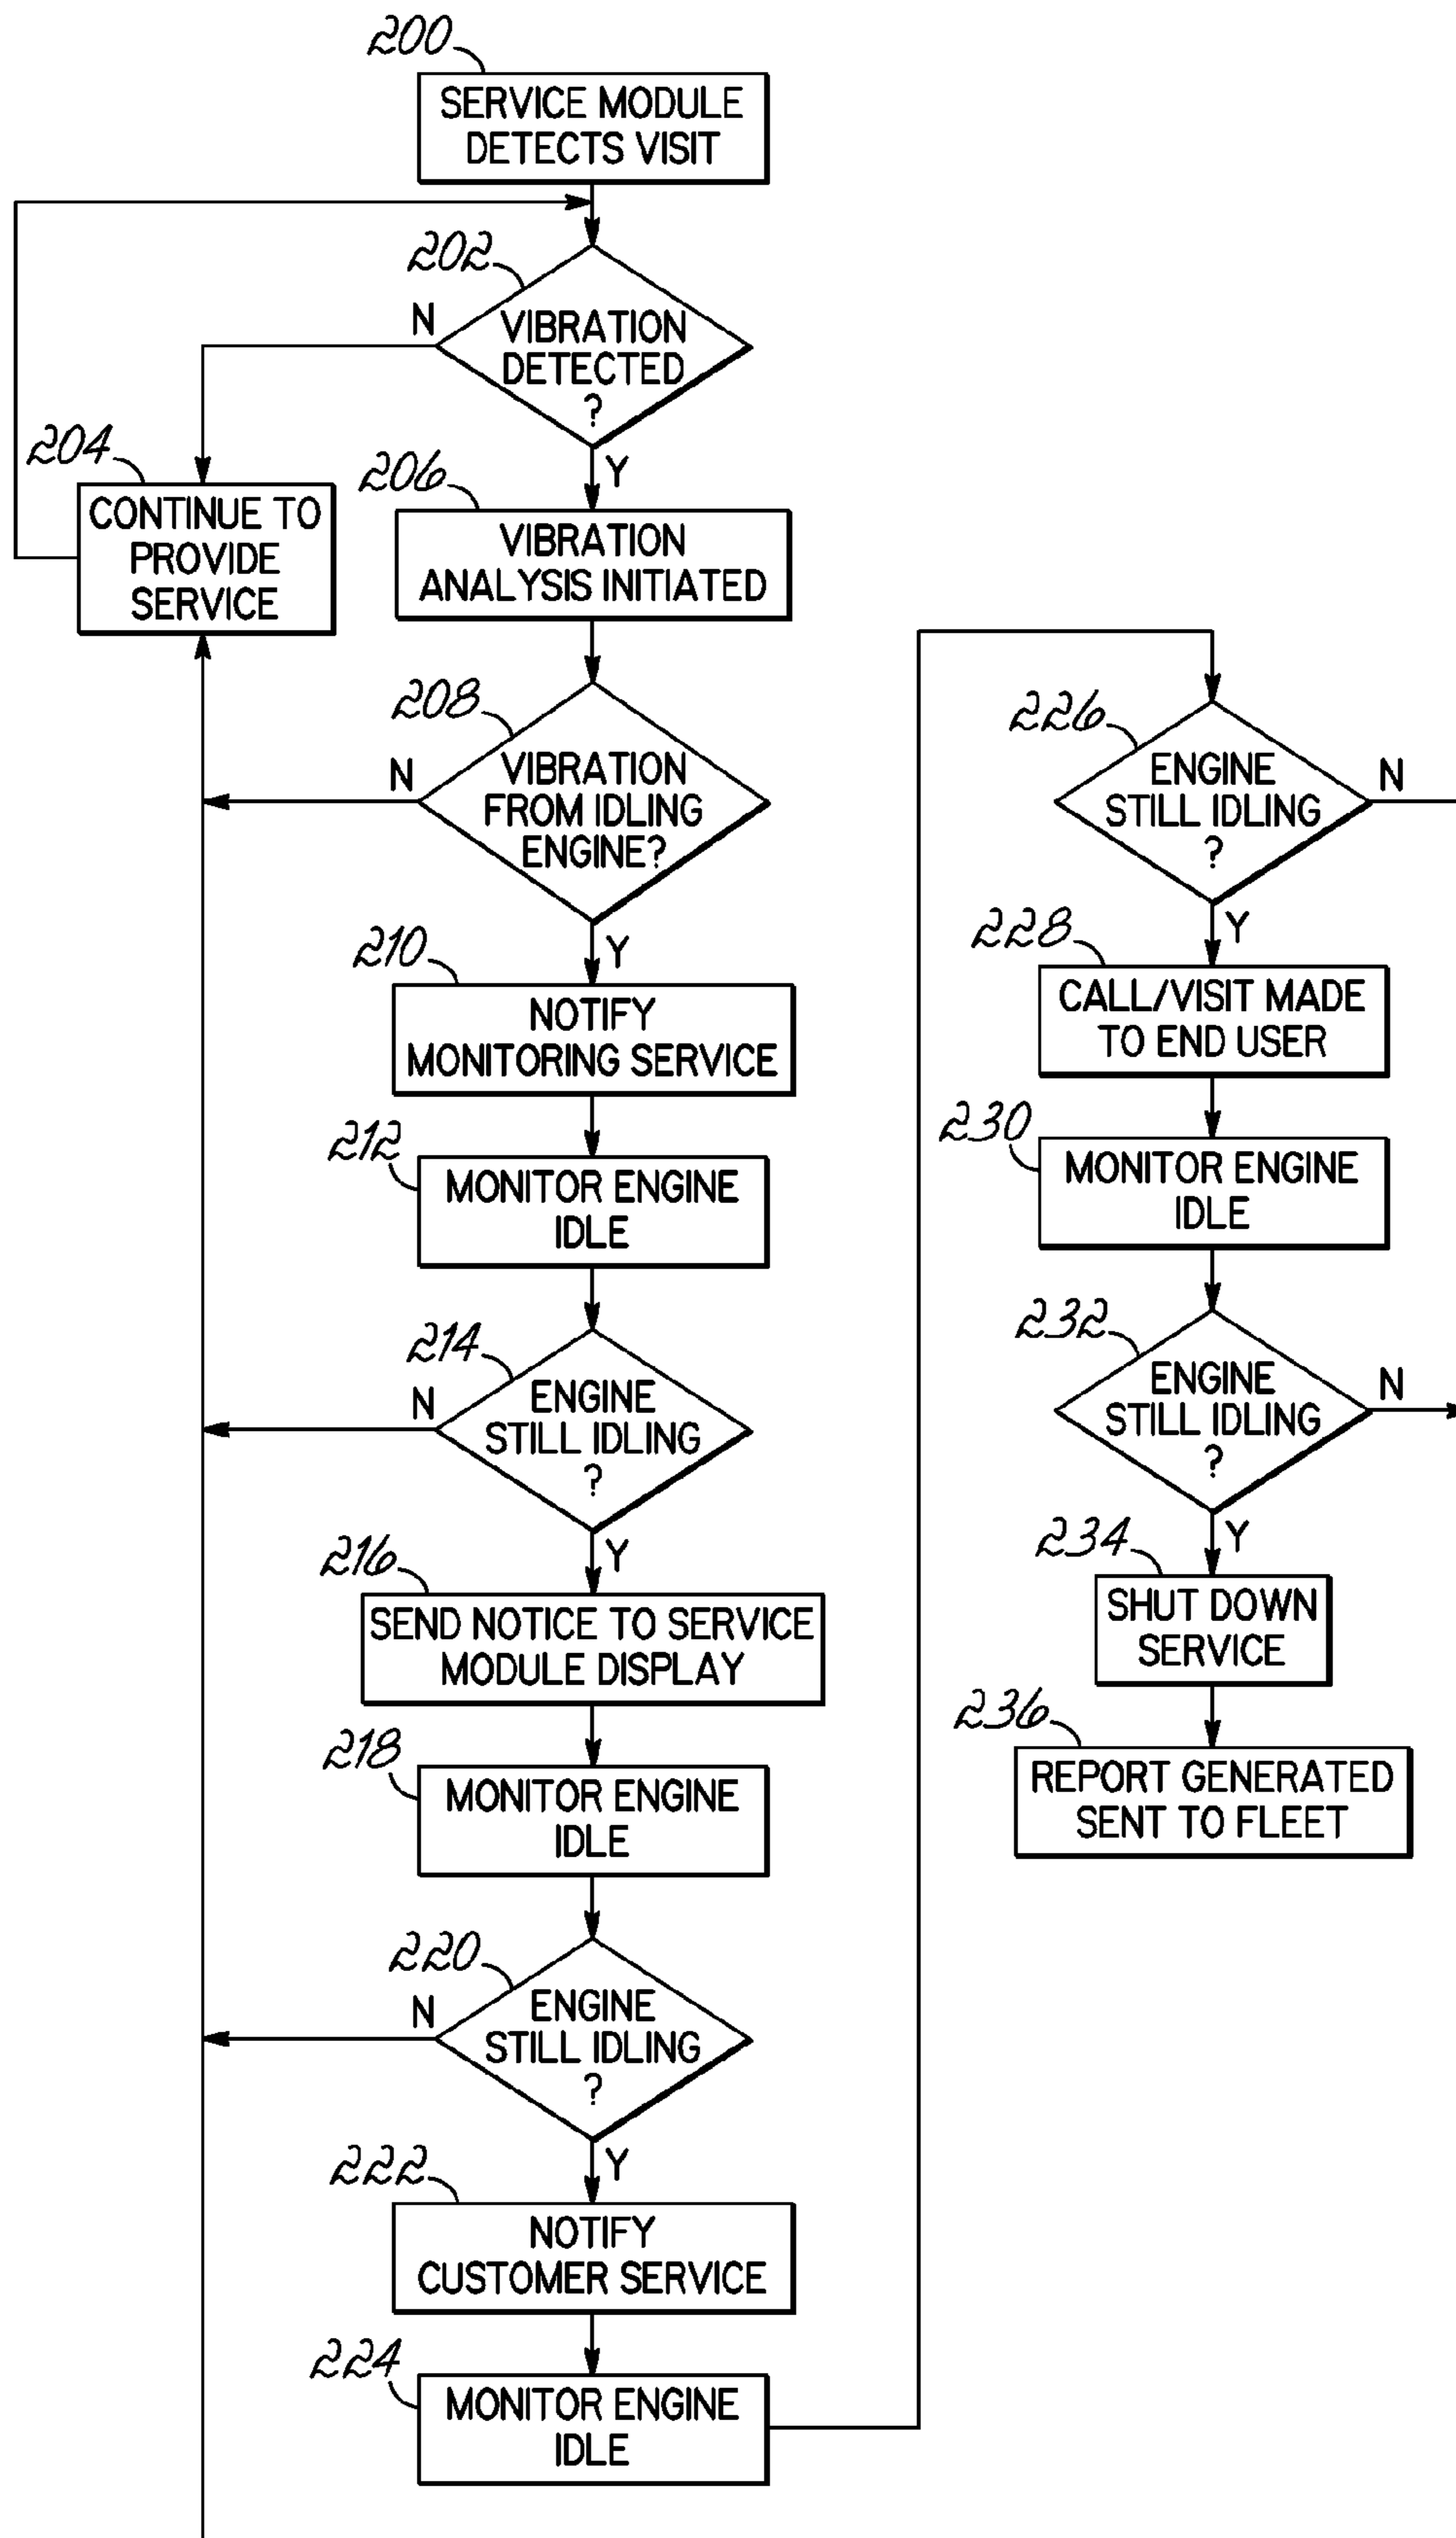 200
SERVICE MODULE
DETECTS VISIT
202
N
VIBRATION
DETECTED
?
Y
204
CONTINUE TO
PROVIDE
SERVICE
206
VIBRATION
ANALYSIS INITIATED
208
N
VIBRATION
FROM IDLING
ENGINE?
Y
210
NOTIFY
MONITORING SERVICE
212
MONITOR ENGINE
IDLE
214
N
ENGINE
STILL IDLING
?
Y
216
SEND NOTICE TO SERVICE
MODULE DISPLAY
218
MONITOR ENGINE
IDLE
220
N
ENGINE
STILL IDLING
?
Y
222
NOTIFY
CUSTOMER SERVICE
224
MONITOR ENGINE
IDLE
226
ENGINE
STILL IDLING
?
N
Y
228
CALL/VISIT MADE
TO END USER
230
MONITOR ENGINE
IDLE
232
ENGINE
STILL IDLING
?
N
Y
234
SHUT DOWN
SERVICE
236
REPORT GENERATED
SENT TO FLEET